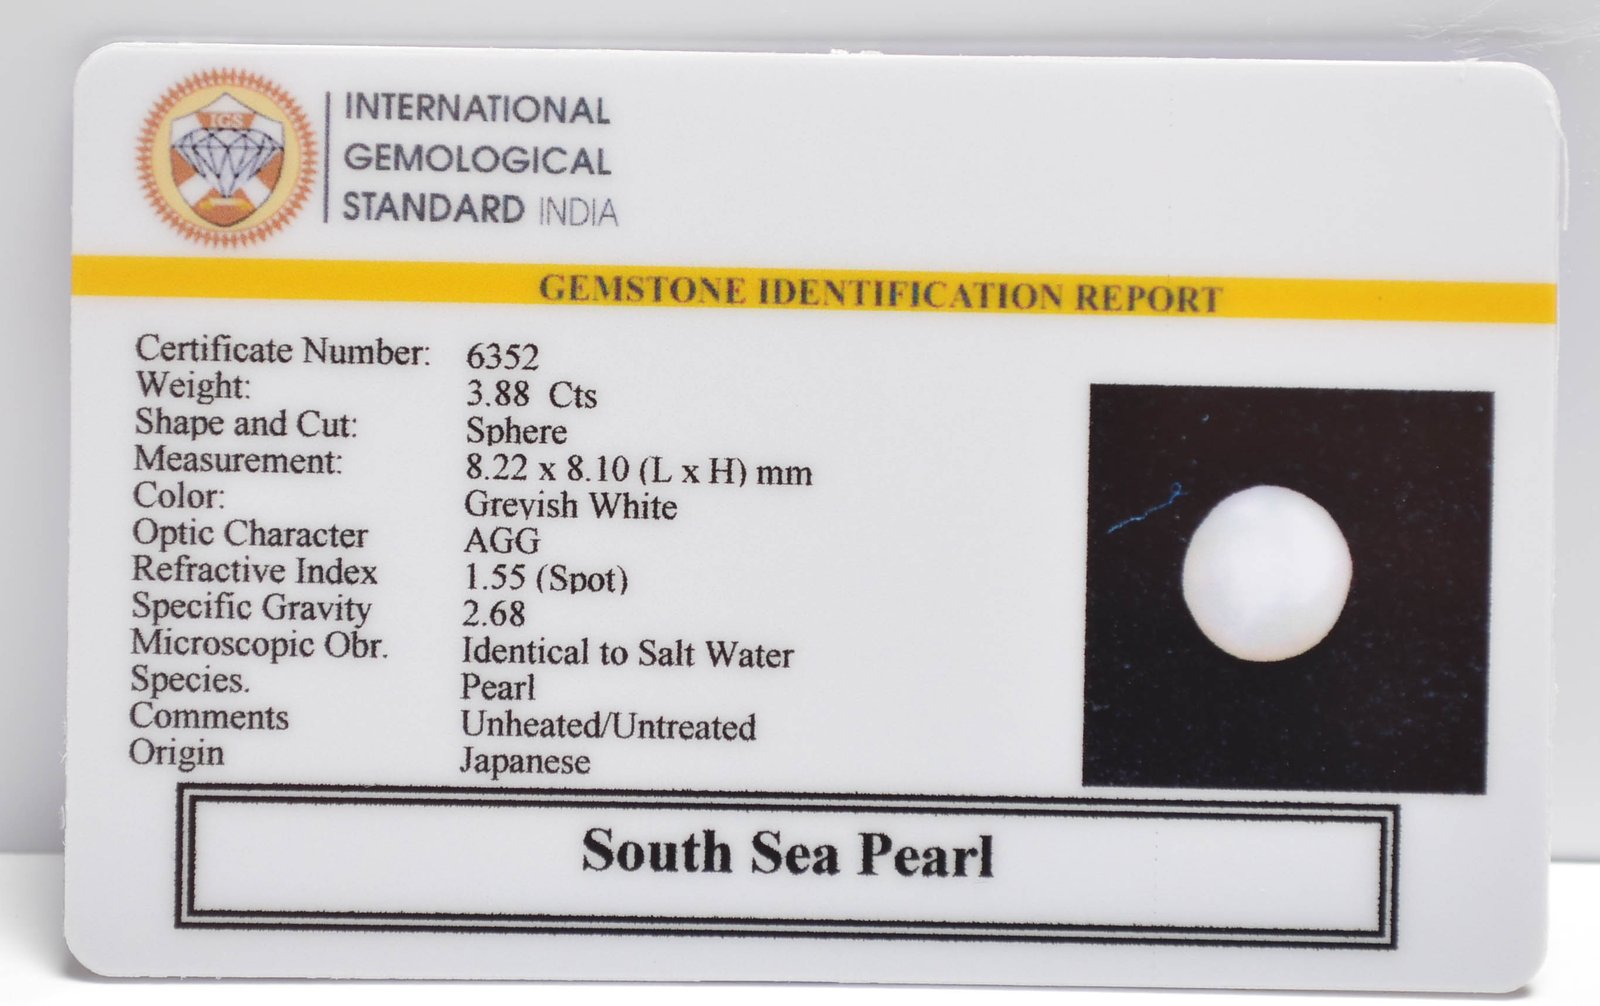 IGS
INTERNATIONAL
GEMOLOGICAL
STANDARD INDIA
GEMSTONE IDENTIFICATION REPORT
Certificate Number: 6352
Weight: 3.88 Cts
Shape and Cut: Sphere
Measurement: 8.22 x 8.10 (L x H) mm
Color: Greyish White
Optic Character AGG
Refractive Index 1.55 (Spot)
Specific Gravity 2.68
Microscopic Obr. Identical to Salt Water
Species. Pearl
Comments Unheated/Untreated
Origin Japanese
South Sea Pearl